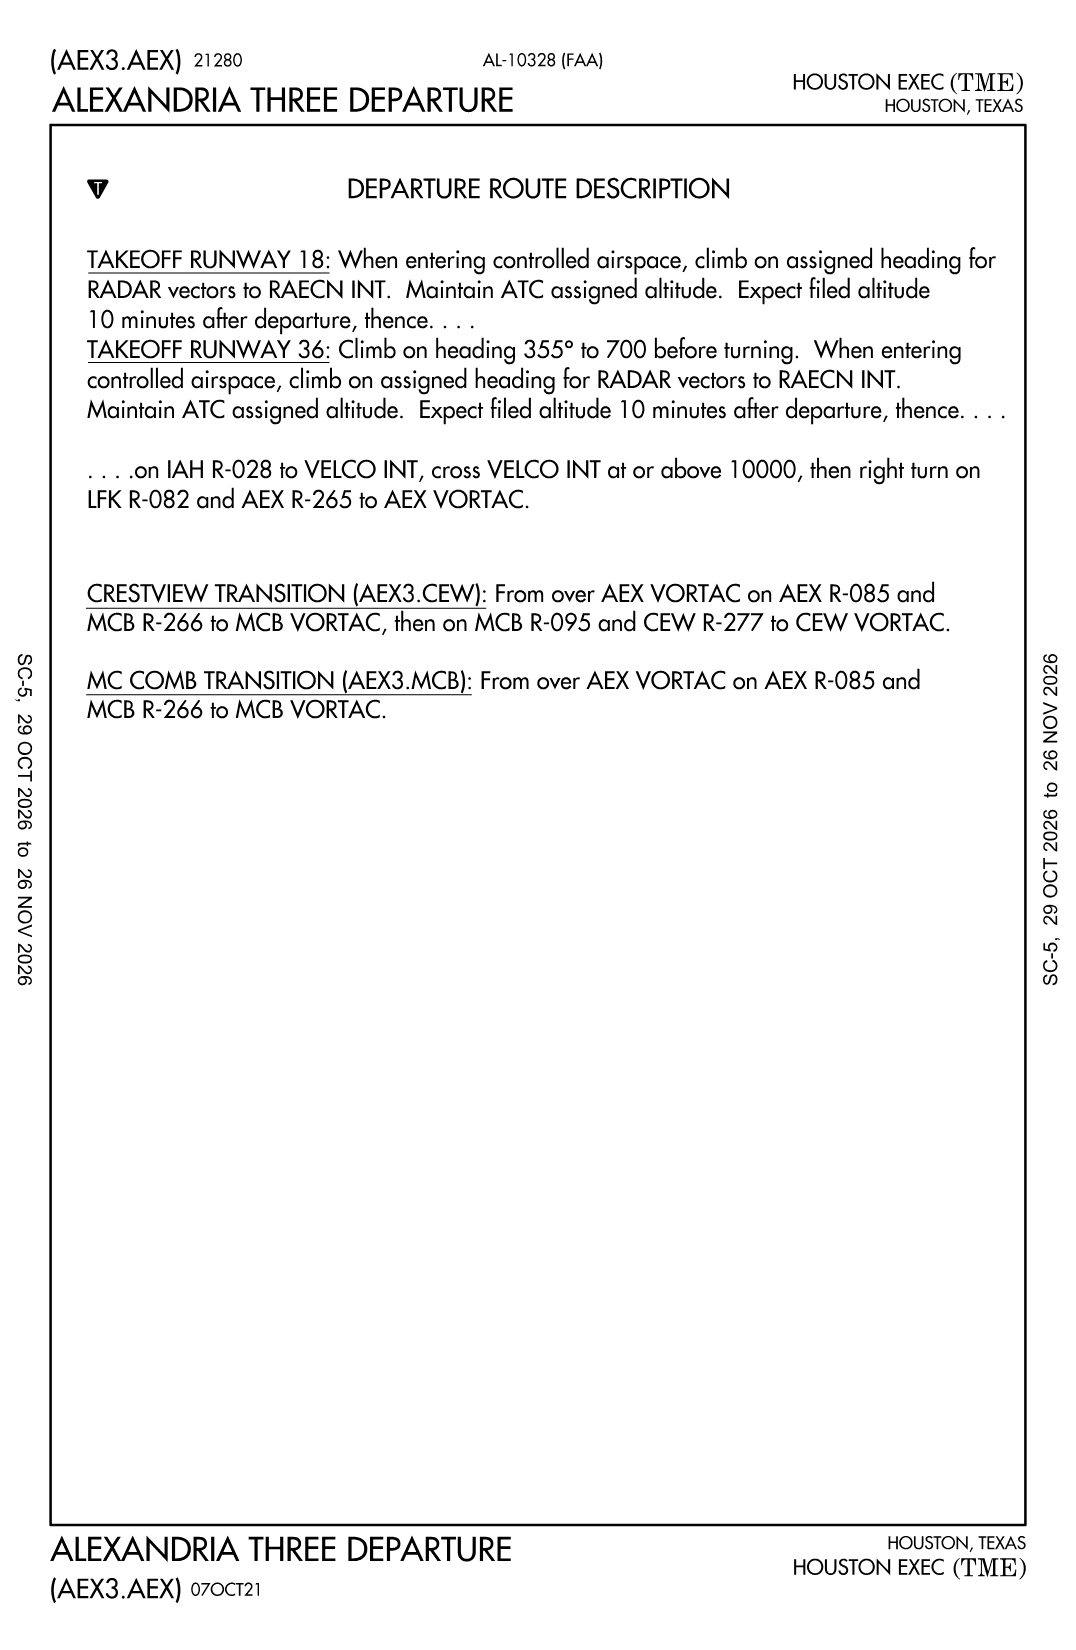 (AEX3.AEX) 21280
AL-10328 (FAA)
ALEXANDRIA THREE DEPARTURE
HOUSTON EXEC (TME)
HOUSTON, TEXAS
T
DEPARTURE ROUTE DESCRIPTION
TAKEOFF RUNWAY 18: When entering controlled airspace, climb on assigned heading for
RADAR vectors to RAECN INT.  Maintain ATC assigned altitude.  Expect filed altitude
10 minutes after departure, thence. . . .
TAKEOFF RUNWAY 36: Climb on heading 355° to 700 before turning.  When entering
controlled airspace, climb on assigned heading for RADAR vectors to RAECN INT.
Maintain ATC assigned altitude.  Expect filed altitude 10 minutes after departure, thence. . . .
. . . .on IAH R-028 to VELCO INT, cross VELCO INT at or above 10000, then right turn on
LFK R-082 and AEX R-265 to AEX VORTAC.
CRESTVIEW TRANSITION (AEX3.CEW): From over AEX VORTAC on AEX R-085 and
MCB R-266 to MCB VORTAC, then on MCB R-095 and CEW R-277 to CEW VORTAC.
MC COMB TRANSITION (AEX3.MCB): From over AEX VORTAC on AEX R-085 and
MCB R-266 to MCB VORTAC.
SC-5, 29 OCT 2026 to 26 NOV 2026
SC-5, 29 OCT 2026 to 26 NOV 2026
ALEXANDRIA THREE DEPARTURE
(AEX3.AEX) 07OCT21
HOUSTON, TEXAS
HOUSTON EXEC (TME)